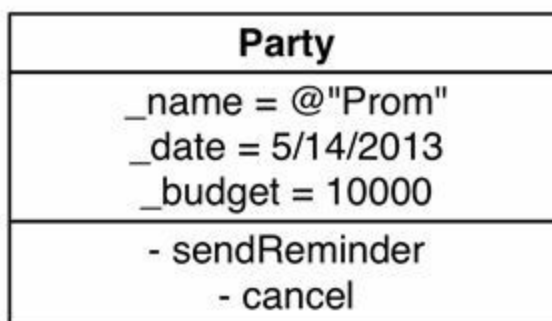 Party
_name = @"Prom"
_date = 5/14/2013
_budget = 10000
- sendReminder
- cancel